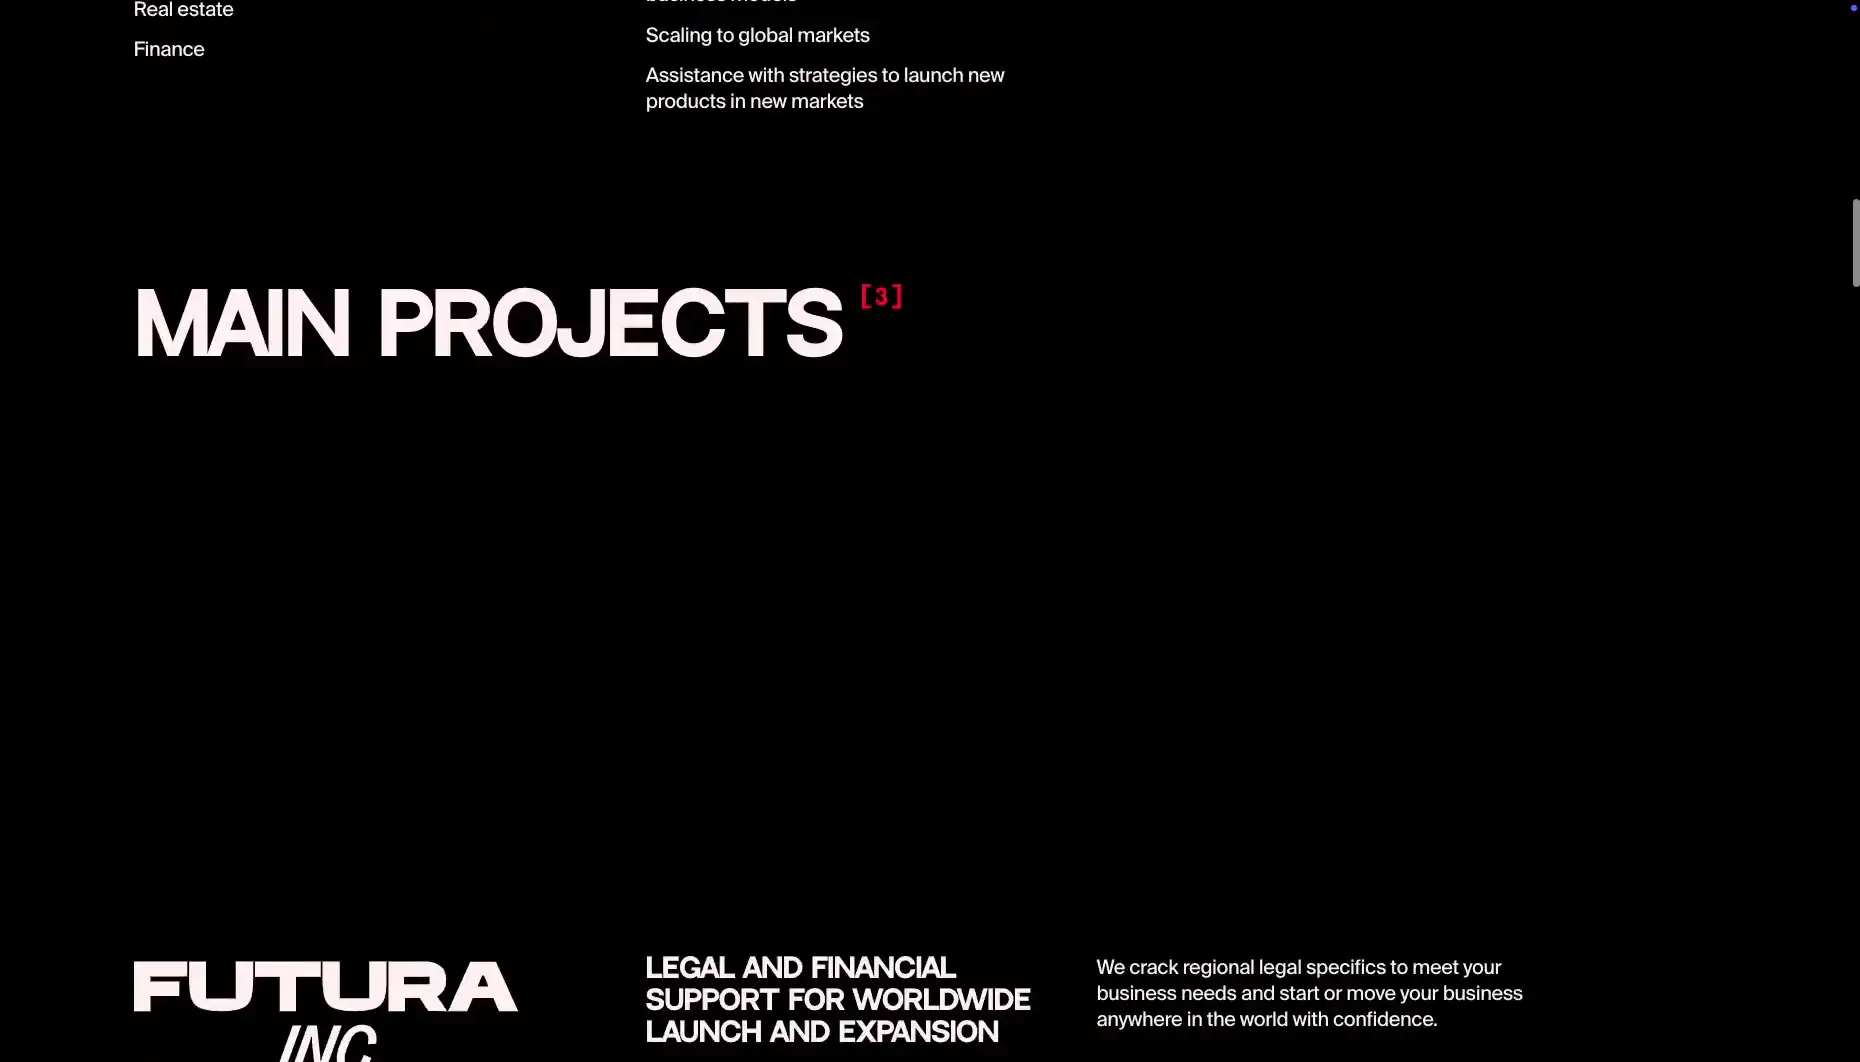 Real estate
Finance
business models
Scaling to global markets
Assistance with strategies to launch new
products in new markets
MAIN PROJECTS [3]
FUTURA
INC
LEGAL AND FINANCIAL
SUPPORT FOR WORLDWIDE
LAUNCH AND EXPANSION
We crack regional legal specifics to meet your
business needs and start or move your business
anywhere in the world with confidence.